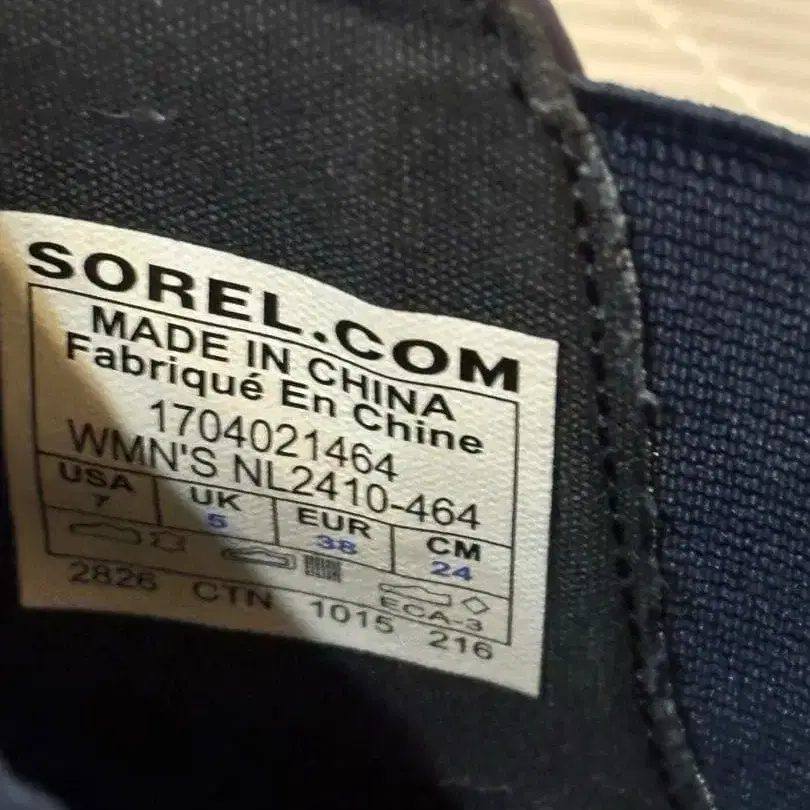 SOREL.COM
MADE IN CHINA
Fabriqué En Chine
1704021464
WMN'S NL2410-464
USA UK EUR CM
7 5 38 24
ECA-3
2826 CTN 1015 216